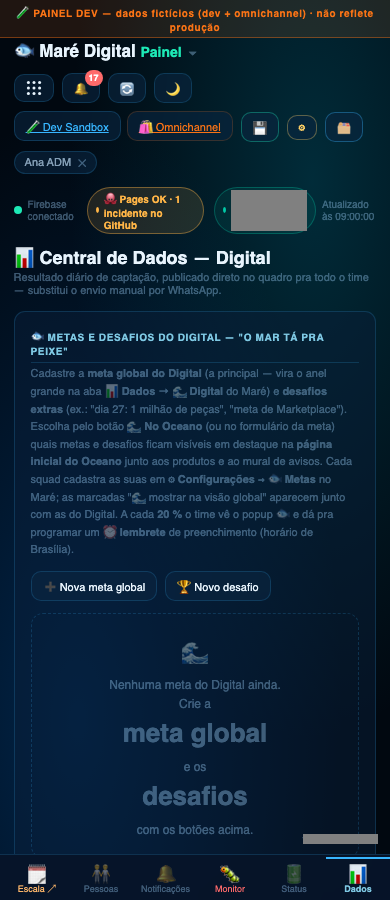 🧪 PAINEL DEV — dados fictícios (dev + omnichannel) · não reflete
produção
🐟 Maré Digital Painel
17
🧪 Dev Sandbox
🛍️ Omnichannel
Ana ADM ×
Firebase
conectado
🐙 Pages OK · 1
incidente no
GitHub
Atualizado
às 09:00:00
📊 Central de Dados — Digital
Resultado diário de captação, publicado direto no quadro pra todo o time
— substitui o envio manual por WhatsApp.
🐟 METAS E DESAFIOS DO DIGITAL — "O MAR TÁ PRA
PEIXE"
Cadastre a meta global do Digital (a principal — vira o anel
grande na aba 📊 Dados → 🌊 Digital do Maré) e desafios
extras (ex.: "dia 27: 1 milhão de peças", "meta de Marketplace").
Escolha pelo botão 🌊 No Oceano (ou no formulário da meta)
quais metas e desafios ficam visíveis em destaque na página
inicial do Oceano junto aos produtos e ao mural de avisos. Cada
squad cadastra as suas em ⚙ Configurações → 🐟 Metas no
Maré; as marcadas "🌊 mostrar na visão global" aparecem junto
com as do Digital. A cada 20 % o time vê o popup 🐟 e dá pra
programar um ⏰ lembrete de preenchimento (horário de
Brasília).
➕ Nova meta global
🏆 Novo desafio
🌊
Nenhuma meta do Digital ainda.
Crie a
meta global
e os
desafios
com os botões acima.
Escala ↗
Pessoas
Notificações
Monitor
Status
Dados